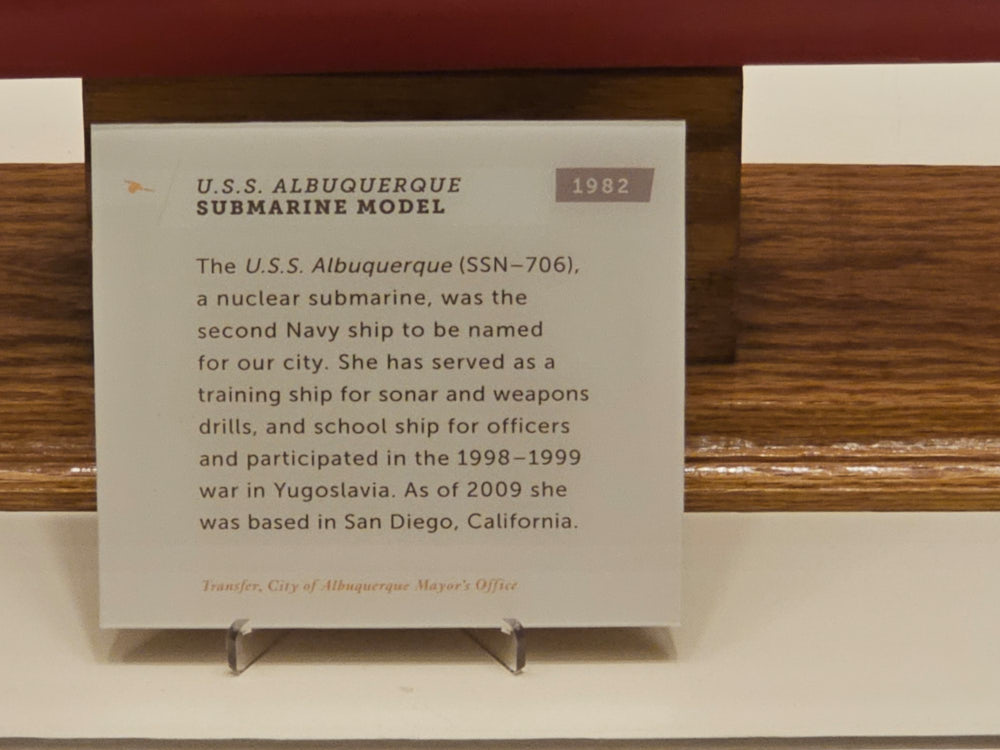 U.S.S. ALBUQUERQUE
SUBMARINE MODEL
1982
The U.S.S. Albuquerque (SSN–706),
a nuclear submarine, was the
second Navy ship to be named
for our city. She has served as a
training ship for sonar and weapons
drills, and school ship for officers
and participated in the 1998–1999
war in Yugoslavia. As of 2009 she
was based in San Diego, California.
Transfer, City of Albuquerque Mayor's Office